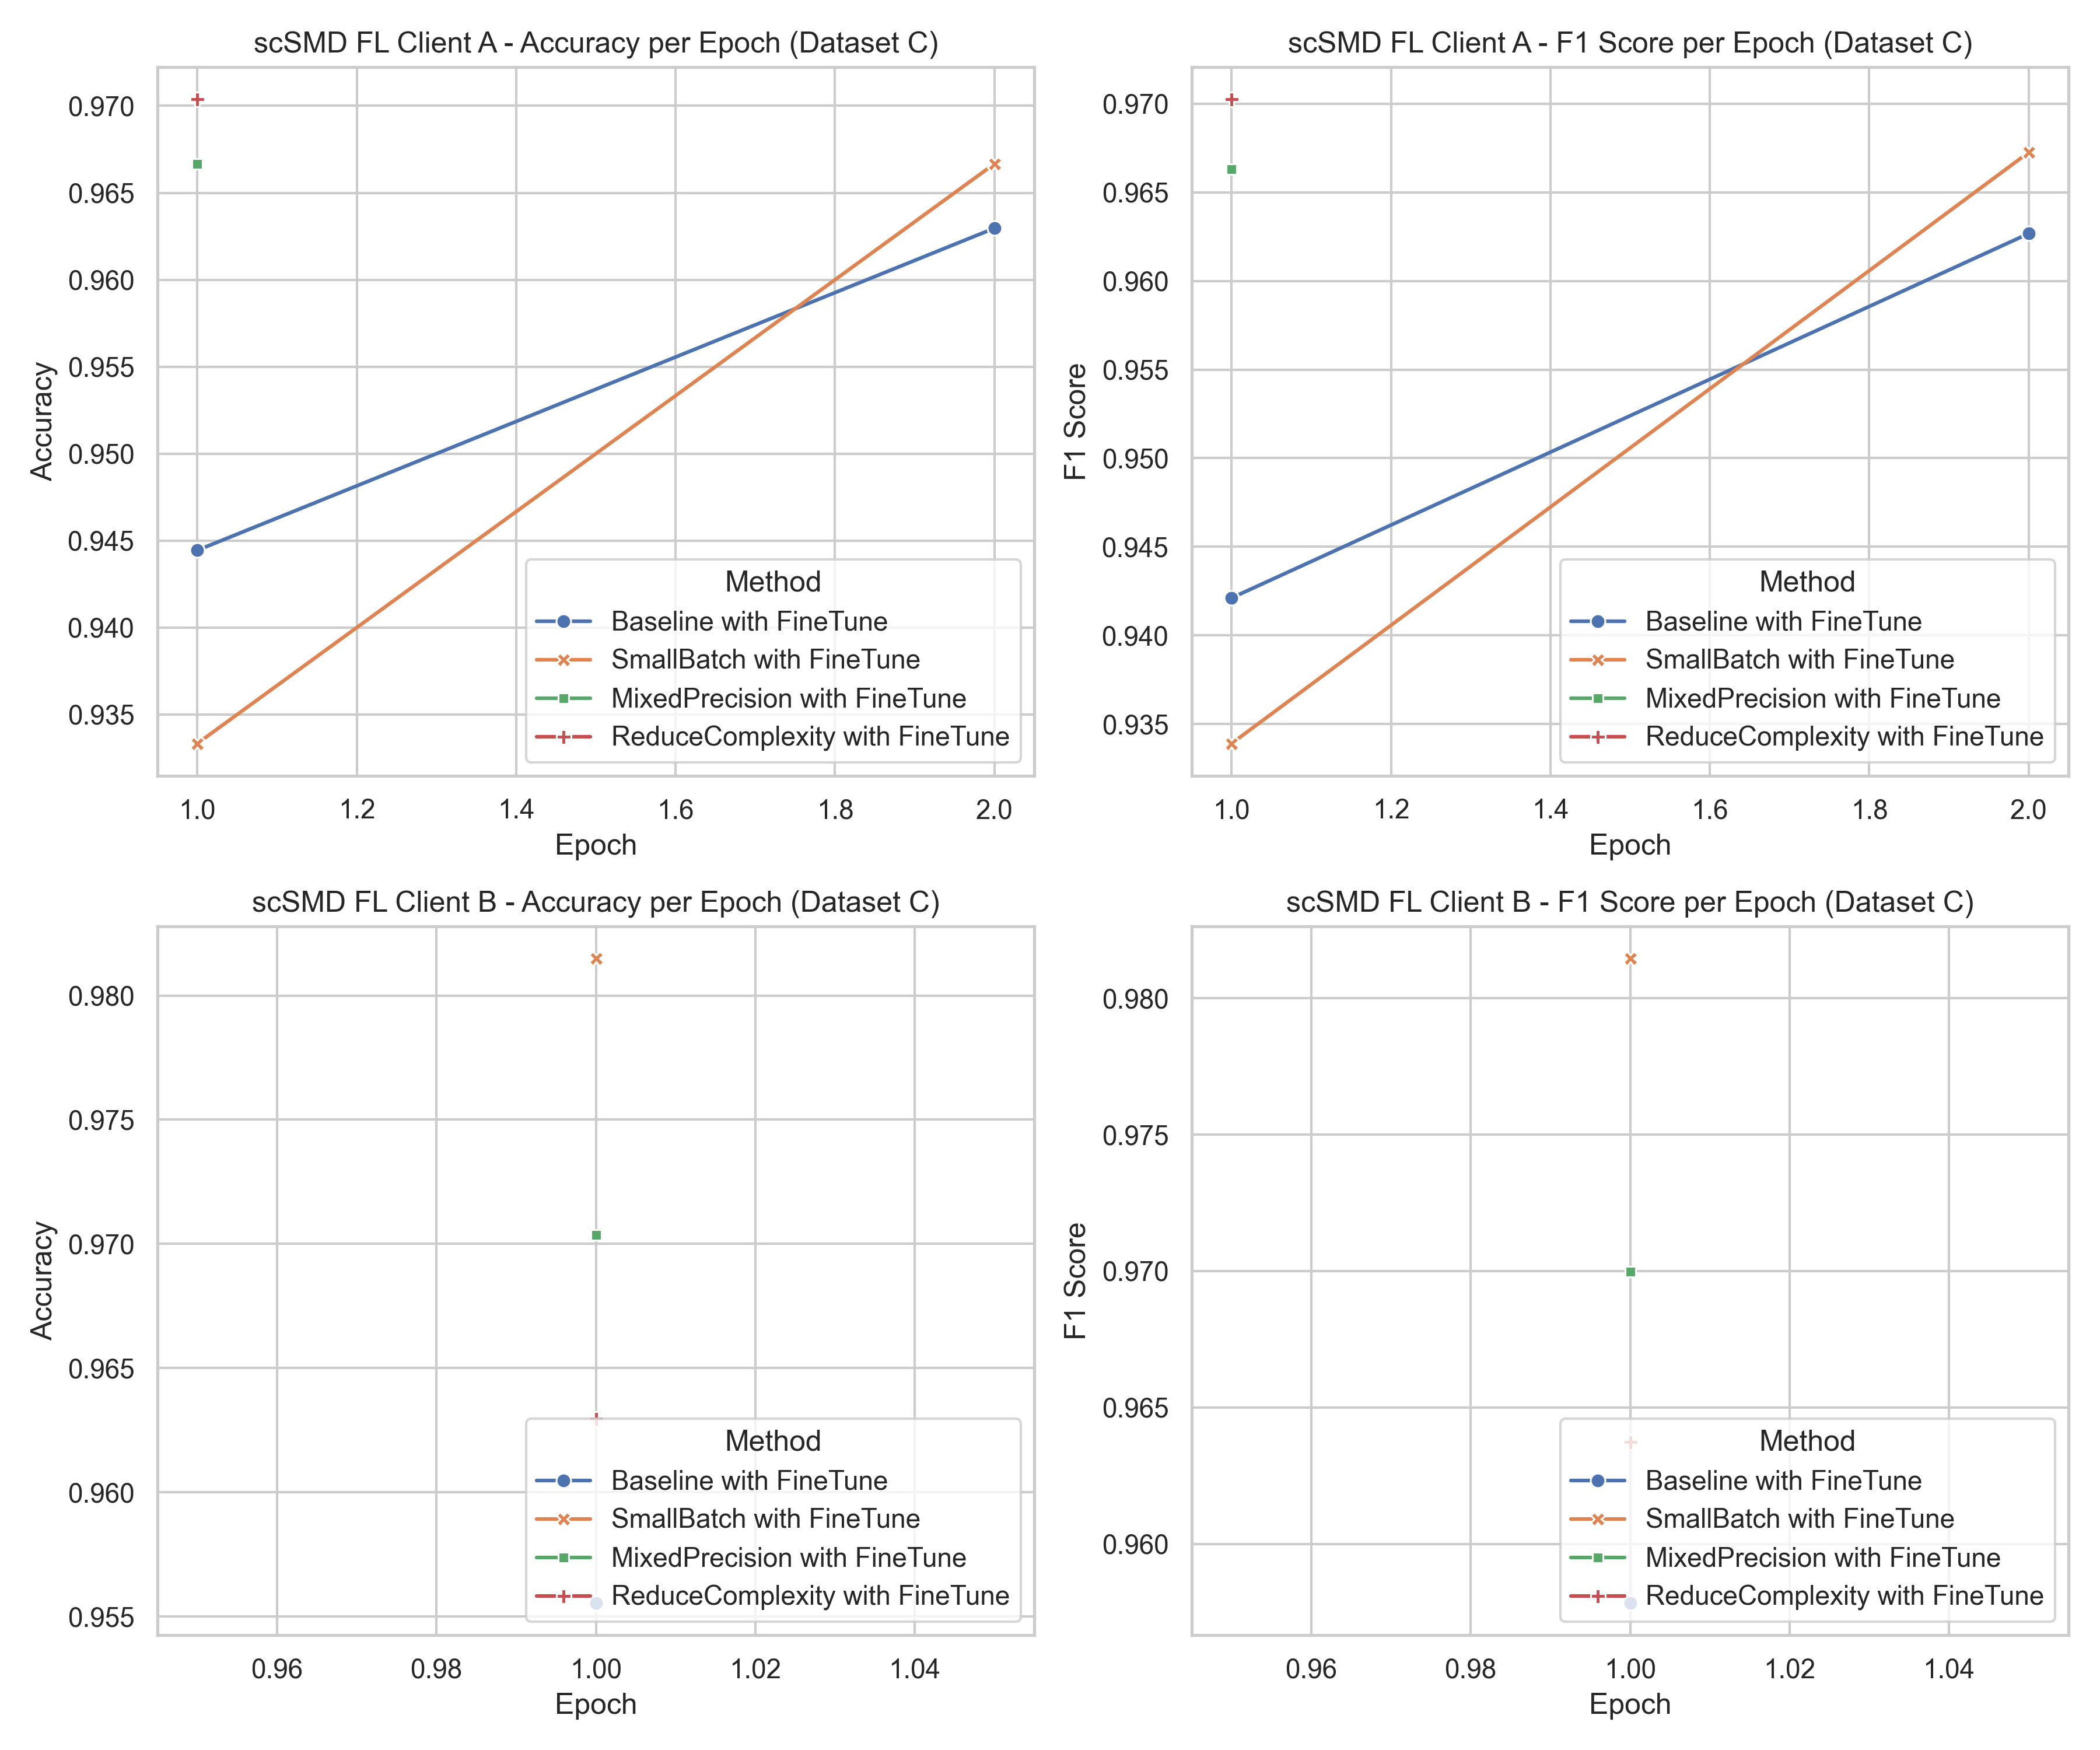 scSMD FL Client A - Accuracy per Epoch (Dataset C)
0.970
0.965
0.960
0.955
0.950
0.945
0.940
0.935
Accuracy
Method
Baseline with FineTune
SmallBatch with FineTune
MixedPrecision with FineTune
ReduceComplexity with FineTune
1.0 1.2 1.4 1.6 1.8 2.0
Epoch
scSMD FL Client A - F1 Score per Epoch (Dataset C)
0.970
0.965
0.960
0.955
0.950
0.945
0.940
0.935
F1 Score
Method
Baseline with FineTune
SmallBatch with FineTune
MixedPrecision with FineTune
ReduceComplexity with FineTune
1.0 1.2 1.4 1.6 1.8 2.0
Epoch
scSMD FL Client B - Accuracy per Epoch (Dataset C)
0.980
0.975
0.970
0.965
0.960
0.955
Accuracy
Method
Baseline with FineTune
SmallBatch with FineTune
MixedPrecision with FineTune
ReduceComplexity with FineTune
0.96 0.98 1.00 1.02 1.04
Epoch
scSMD FL Client B - F1 Score per Epoch (Dataset C)
0.980
0.975
0.970
0.965
0.960
F1 Score
Method
Baseline with FineTune
SmallBatch with FineTune
MixedPrecision with FineTune
ReduceComplexity with FineTune
0.96 0.98 1.00 1.02 1.04
Epoch